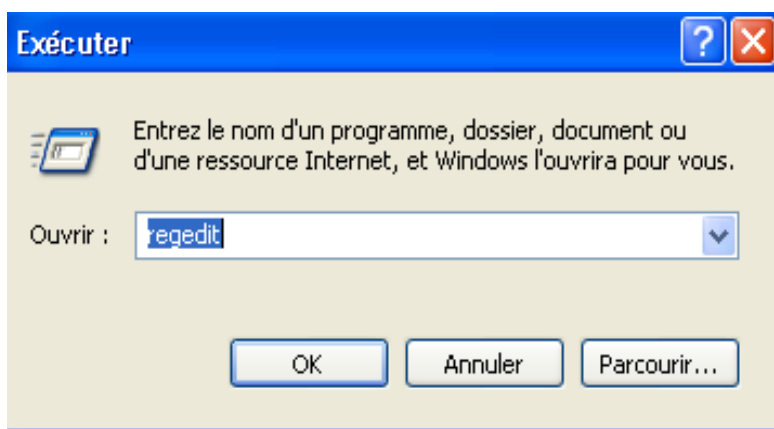 Exécuter
Entrez le nom d'un programme, dossier, document ou
d'une ressource Internet, et Windows l'ouvrira pour vous.
Ouvrir : regedit
OK Annuler Parcourir...